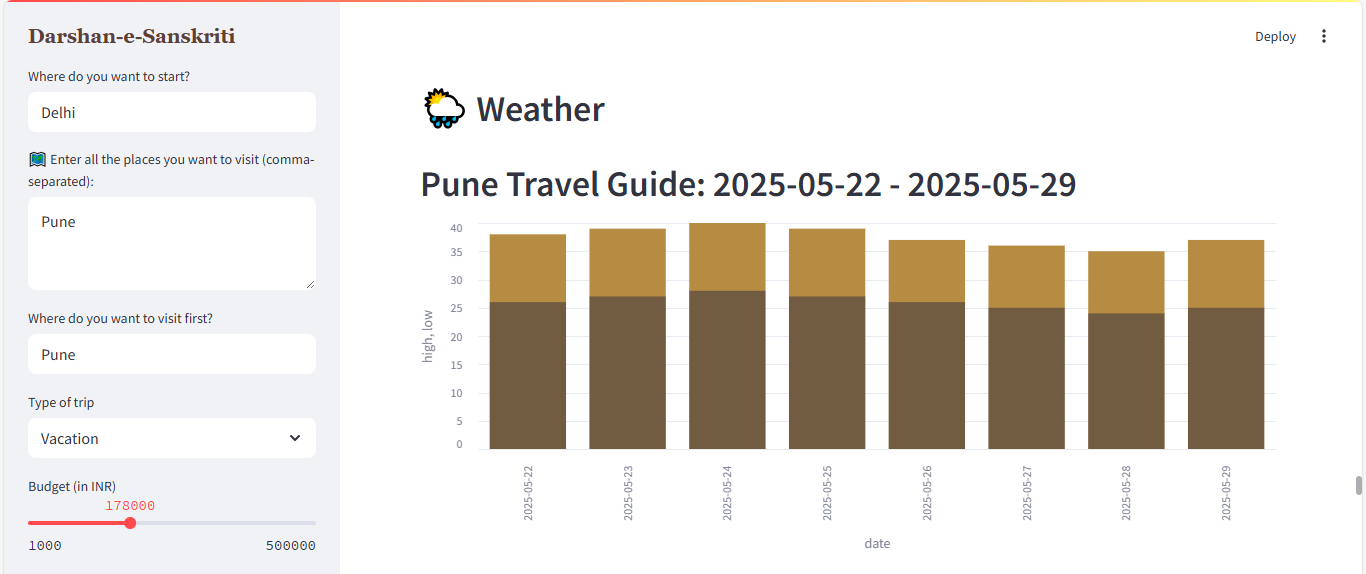 Darshan-e-Sanskriti
Where do you want to start?
Delhi
Enter all the places you want to visit (comma-
separated):
Pune
Where do you want to visit first?
Pune
Type of trip
Vacation
Budget (in INR)
178000
1000 500000
Deploy
Weather
Pune Travel Guide: 2025-05-22 - 2025-05-29
high, low
40
35
30
25
20
15
10
5
0
2025-05-22
2025-05-23
2025-05-24
2025-05-25
2025-05-26
2025-05-27
2025-05-28
2025-05-29
date